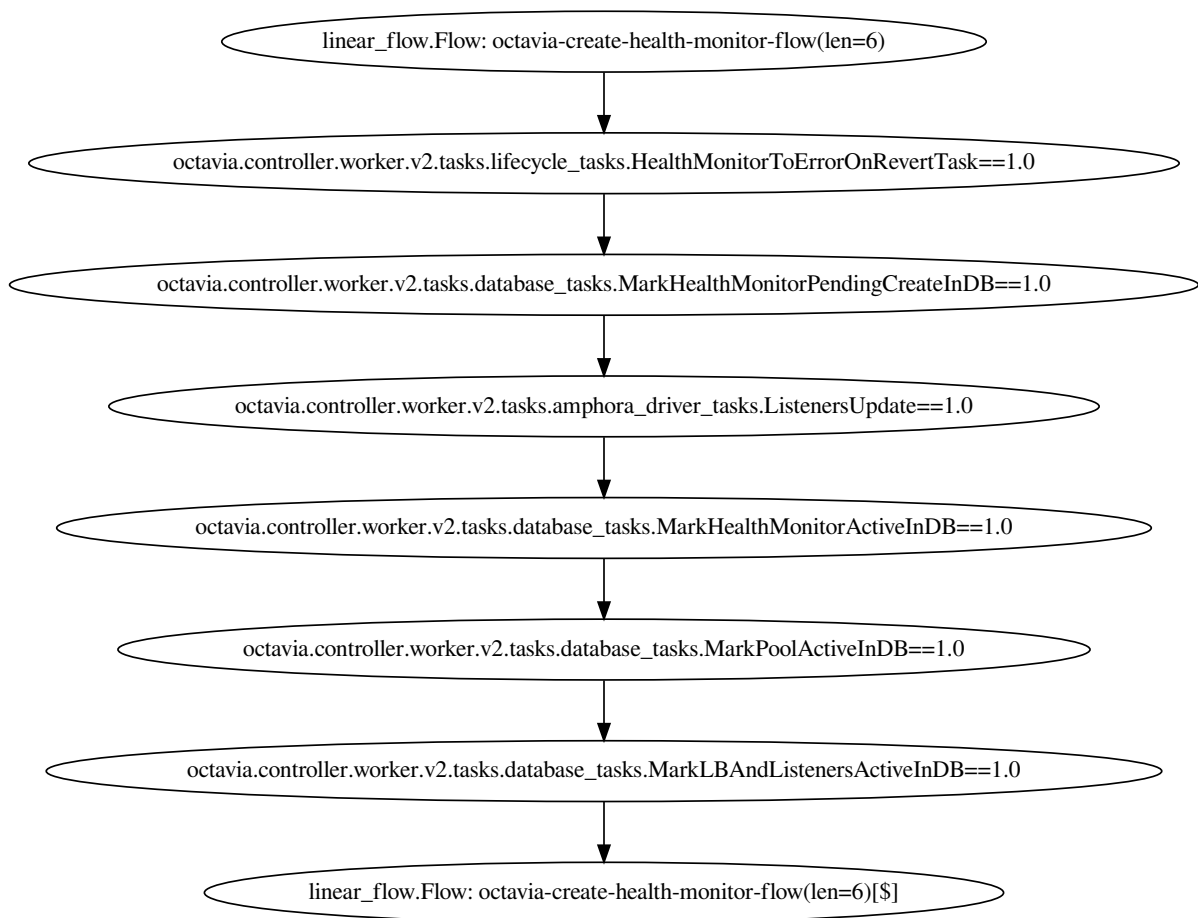 linear_flow.Flow: octavia-create-health-monitor-flow(len=6)
octavia.controller.worker.v2.tasks.lifecycle_tasks.HealthMonitorToErrorOnRevertTask==1.0
octavia.controller.worker.v2.tasks.database_tasks.MarkHealthMonitorPendingCreateInDB==1.0
octavia.controller.worker.v2.tasks.amphora_driver_tasks.ListenersUpdate==1.0
octavia.controller.worker.v2.tasks.database_tasks.MarkHealthMonitorActiveInDB==1.0
octavia.controller.worker.v2.tasks.database_tasks.MarkPoolActiveInDB==1.0
octavia.controller.worker.v2.tasks.database_tasks.MarkLBAndListenersActiveInDB==1.0
linear_flow.Flow: octavia-create-health-monitor-flow(len=6)[$]